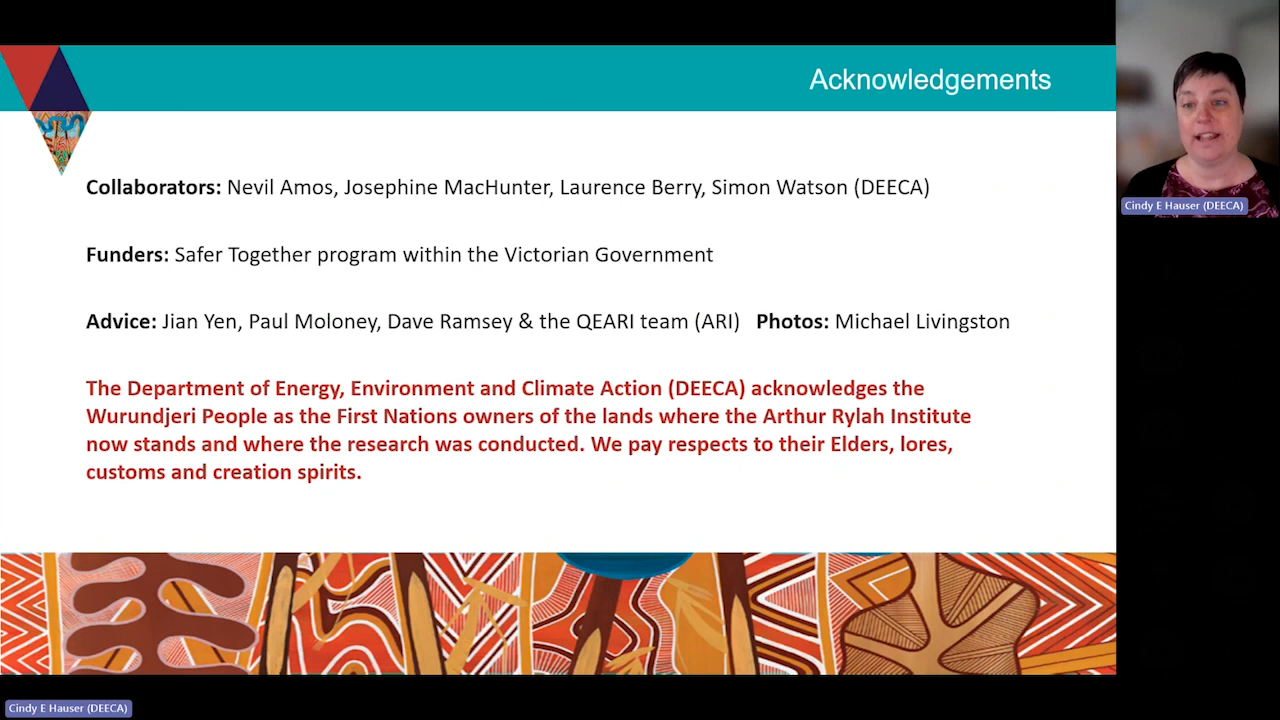 Acknowledgements
Collaborators: Nevil Amos, Josephine MacHunter, Laurence Berry, Simon Watson (DEECA)
Funders: Safer Together program within the Victorian Government
Advice: Jian Yen, Paul Moloney, Dave Ramsey & the QEARI team (ARI) Photos: Michael Livingston
The Department of Energy, Environment and Climate Action (DEECA) acknowledges the
Wurundjeri People as the First Nations owners of the lands where the Arthur Rylah Institute
now stands and where the research was conducted. We pay respects to their Elders, lores,
customs and creation spirits.
Cindy E Hauser (DEECA)
Cindy E Hauser (DEECA)